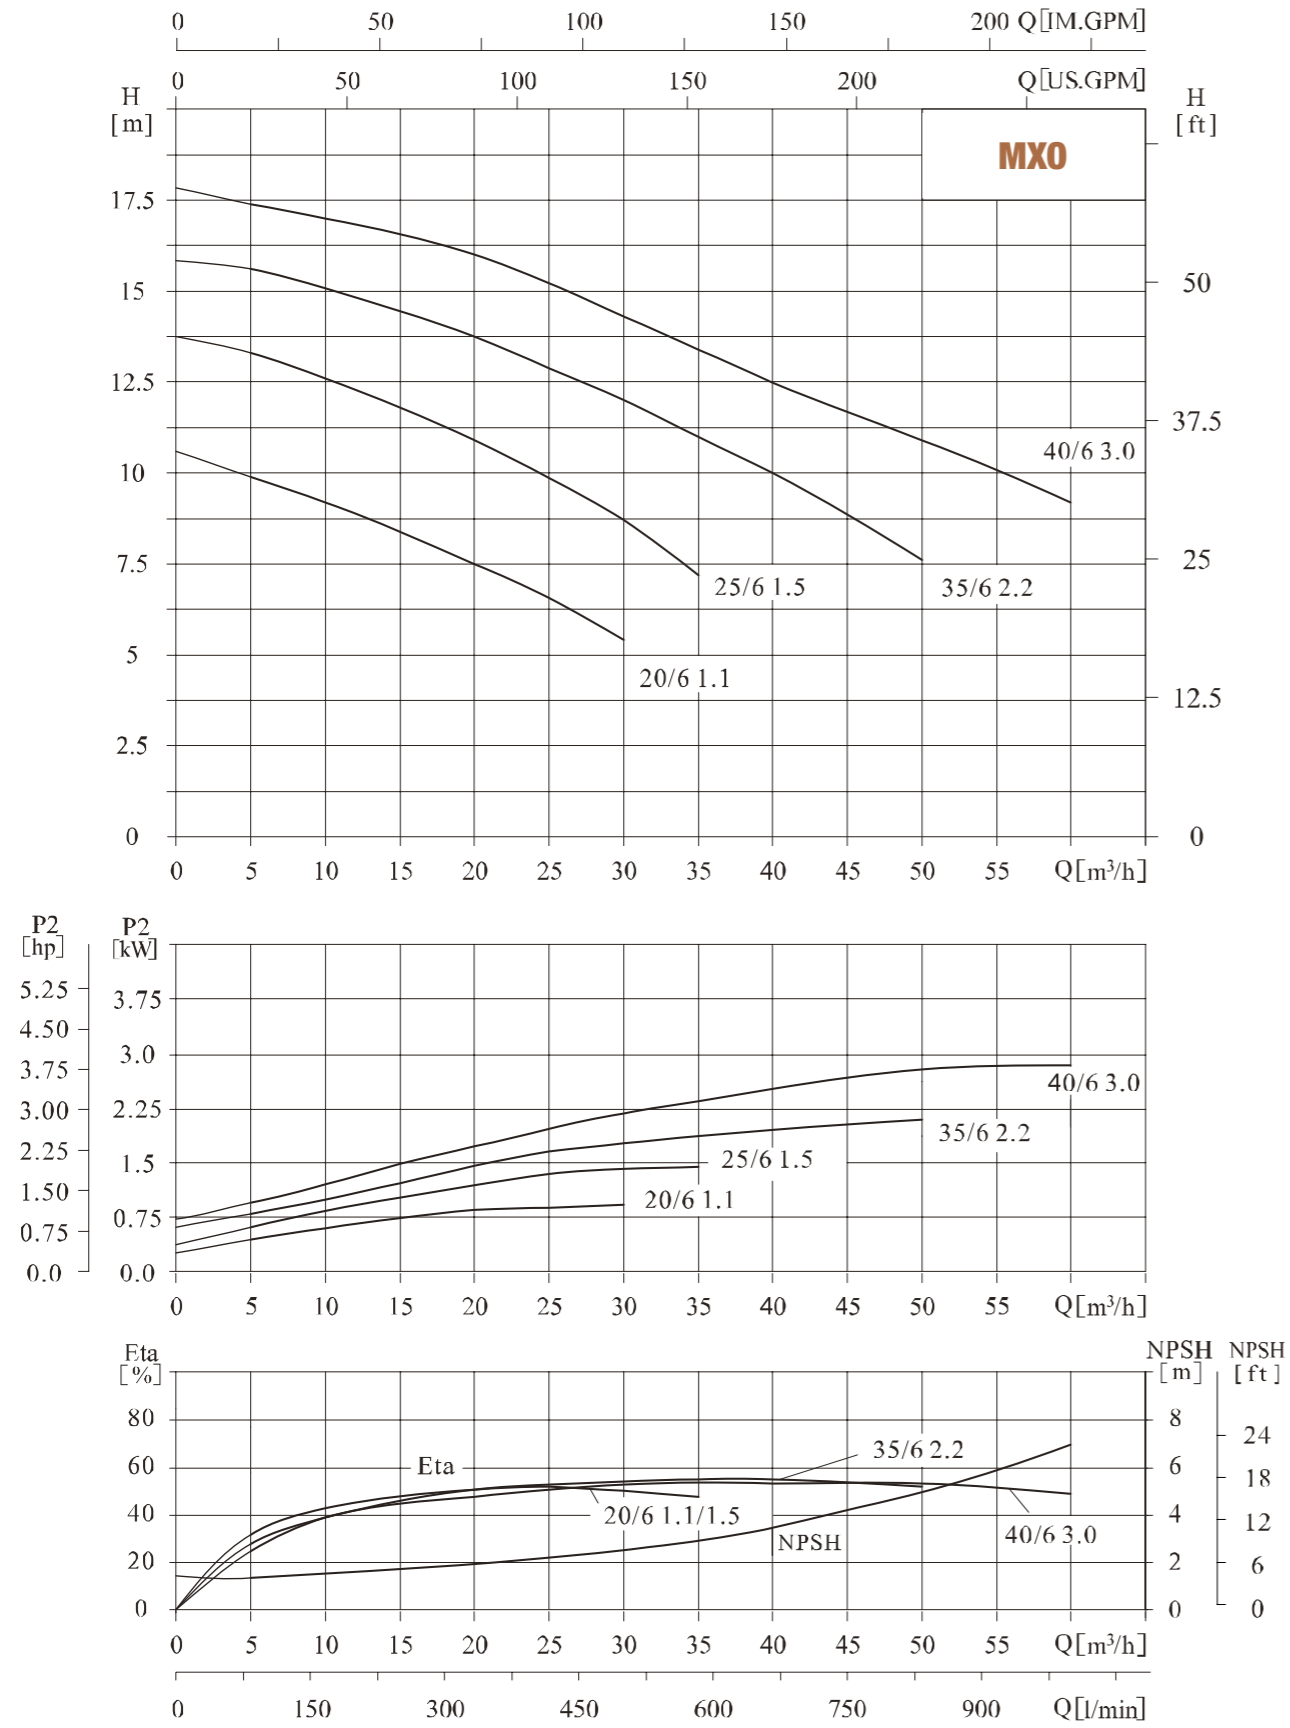 0 50 100 150 200 Q[IM.GPM]
0 50 100 150 200 Q[US.GPM]
H
[m]
H
[ft]
MXO
17.5
15
50
12.5
37.5
40/6 3.0
10
7.5
25
25/6 1.5
35/6 2.2
5
20/6 1.1
12.5
2.5
0
0
0 5 10 15 20 25 30 35 40 45 50 55 Q[m³/h]
P2
[hp]
P2
[kW]
5.25
3.75
4.50
3.0
3.75
40/6 3.0
3.00
2.25
35/6 2.2
2.25
1.5
25/6 1.5
1.50
20/6 1.1
0.75
0.75
0.0
0.0
0 5 10 15 20 25 30 35 40 45 50 55 Q[m³/h]
Eta
[%]
NPSH
[m]
NPSH
[ft]
80
8
24
35/6 2.2
60
Eta
6
18
40
20/6 1.1/1.5
4
12
40/6 3.0
NPSH
20
2
6
0
0
0
0 5 10 15 20 25 30 35 40 45 50 55 Q[m³/h]
0 150 300 450 600 750 900 Q[l/min]